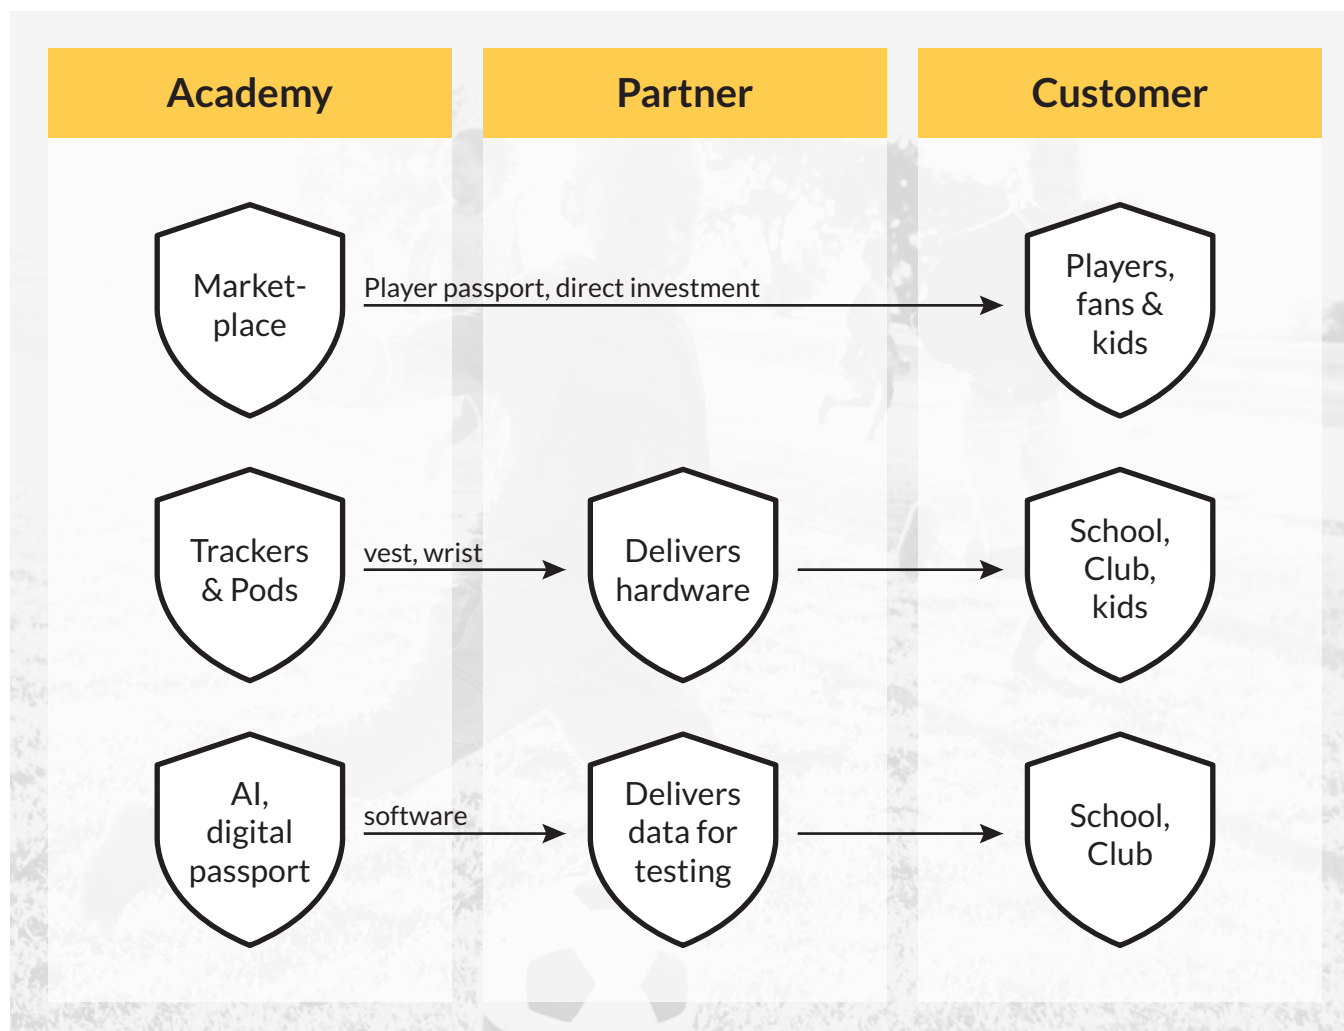 Academy
Partner
Customer
Market-
place
Player passport, direct investment
Players,
fans &
kids
Trackers
& Pods
vest, wrist
Delivers
hardware
School,
Club,
kids
AI,
digital
passport
software
Delivers
data for
testing
School,
Club